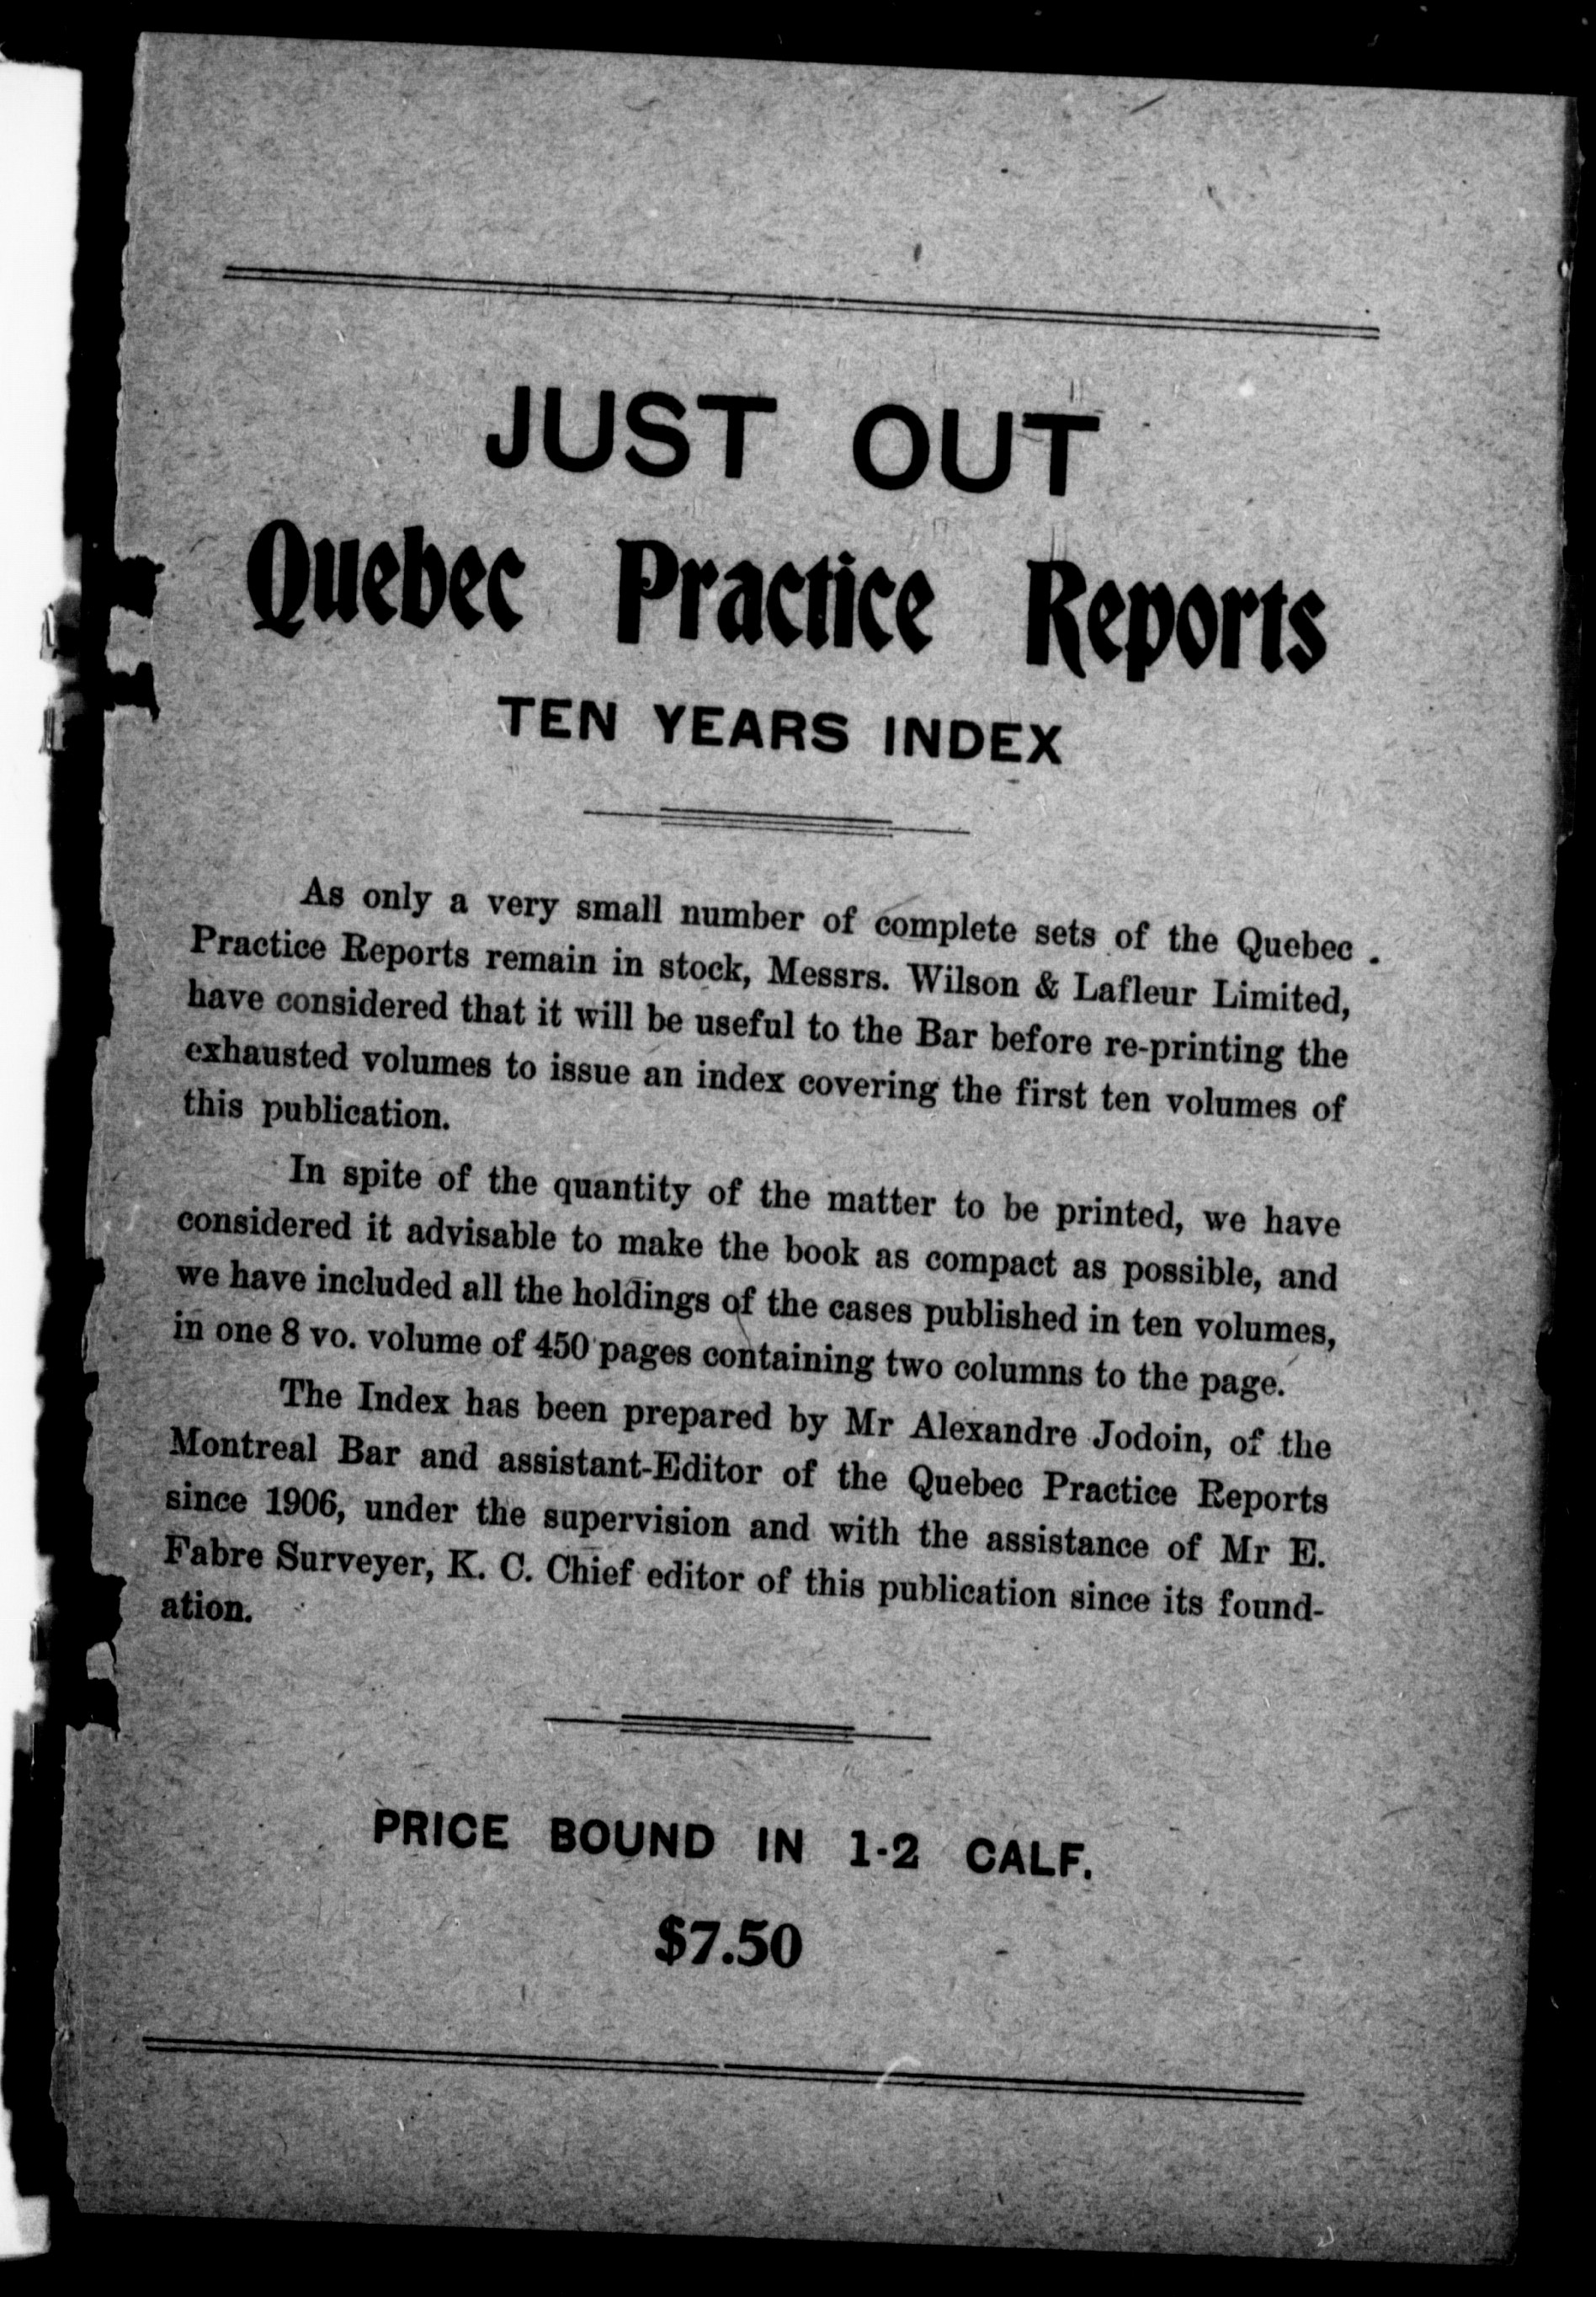 JUST OUT
Quebec Practice Reports
TEN YEARS INDEX
As only a very small number of complete sets of the Quebec
Practice Reports remain in stock, Messrs. Wilson & Lafleur Limited,
have considered that it will be useful to the Bar before re-printing the
exhausted volumes to issue an index covering the first ten volumes of
this publication.
In spite of the quantity of the matter to be printed, we have
considered it advisable to make the book as compact as possible, and
we have included all the holdings of the cases published in ten volumes,
in one 8 vo. volume of 450 pages containing two columns to the page.
The Index has been prepared by Mr Alexandre Jodoin, of the
Montreal Bar and assistant-Editor of the Quebec Practice Reports
since 1906, under the supervision and with the assistance of Mr E.
Fabre Surveyer, K. C. Chief editor of this publication since its found-
ation.
PRICE BOUND IN 1-2 CALF.
$7.50